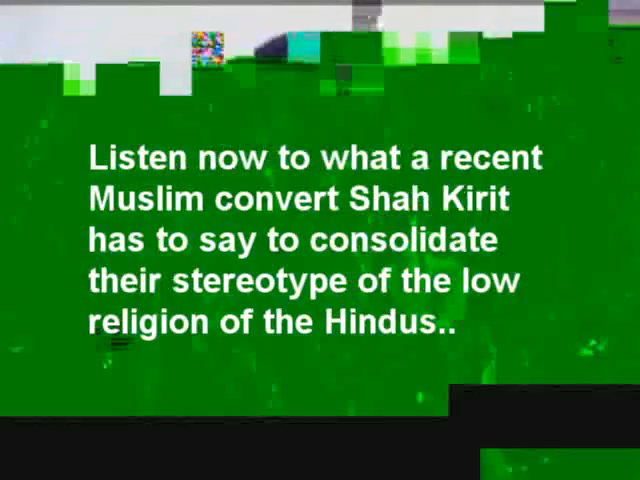 Listen now to what a recent
Muslim convert Shah Kirit
has to say to consolidate
their stereotype of the low
religion of the Hindus..